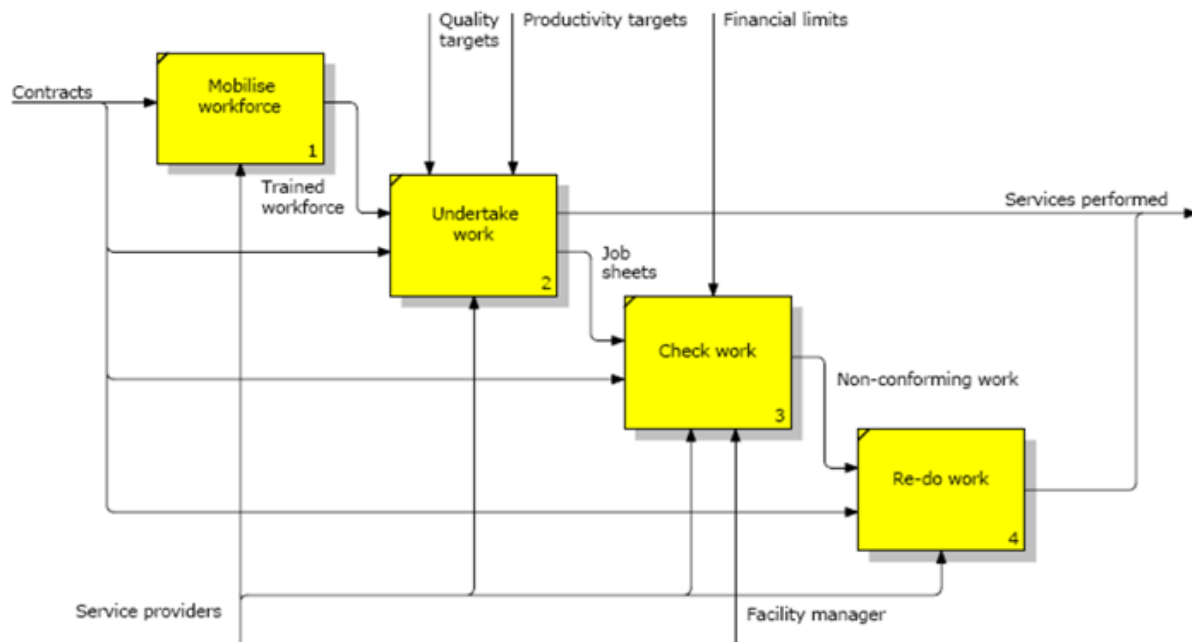 Quality
targets
Productivity targets
Financial limits
Contracts
Mobilise
workforce
1
Trained
workforce
Undertake
work
2
Services performed
Job
sheets
Check work
3
Non-conforming work
Re-do work
4
Service providers
Facility manager